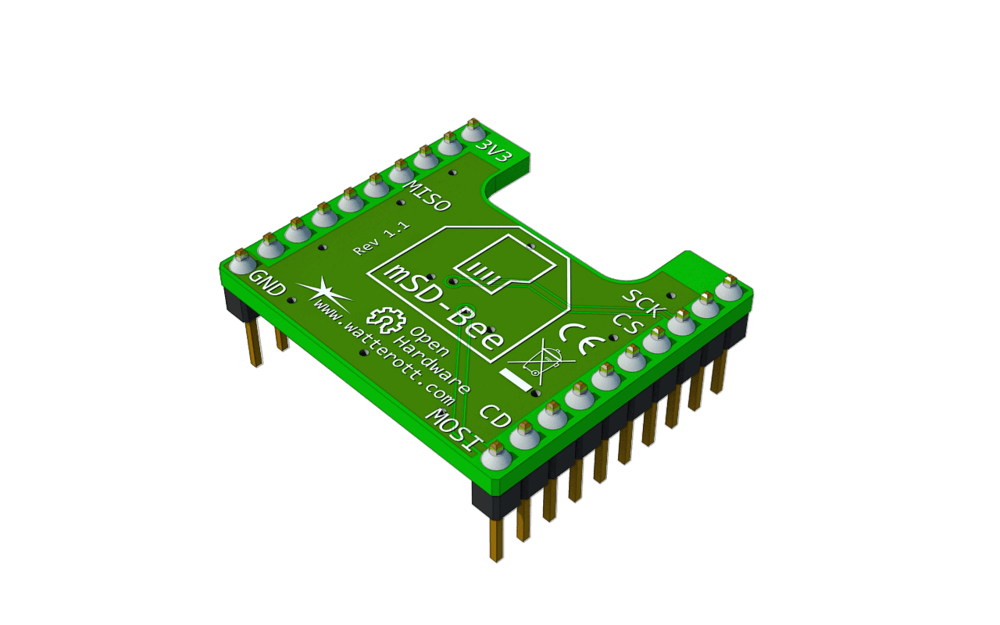 3V3
MISO
Rev 1.1
GND
mSD-Bee
www.watterott.com
Open
Hardware
SCK
CS
CE
CD
MOSI